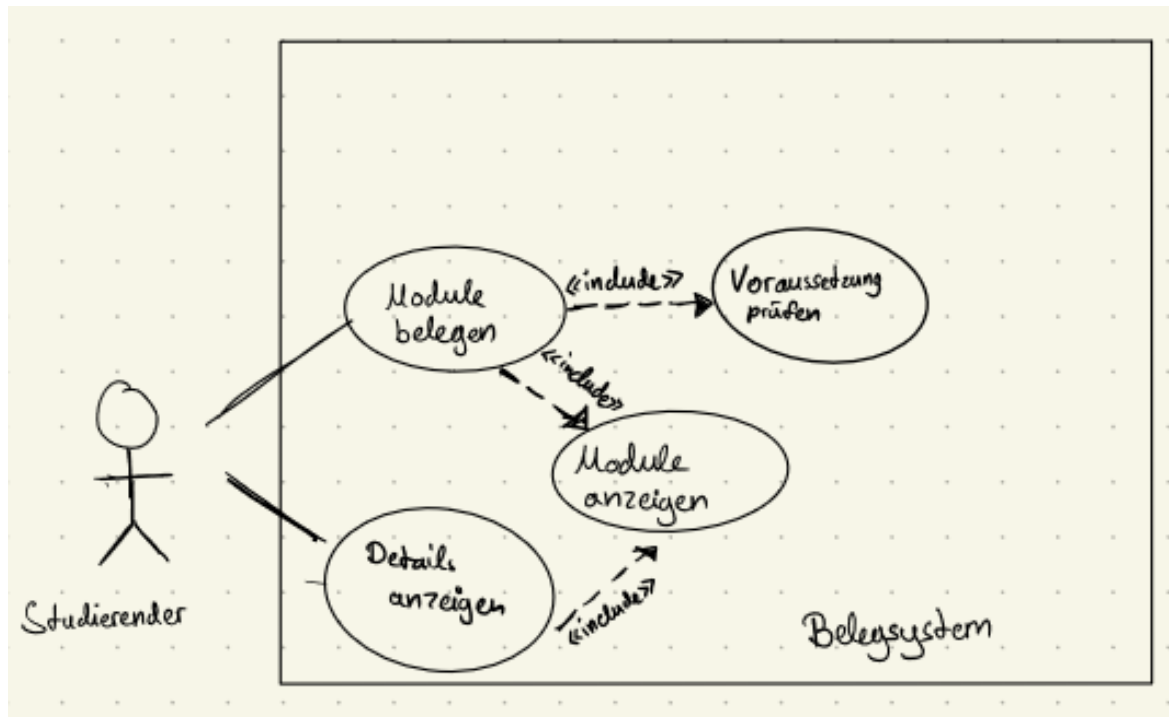 «include»
Voraussetzung
prüfen
Module
belegen
«include»
Module
anzeigen
Details
anzeigen
«include»
Studierender
Belegsystem